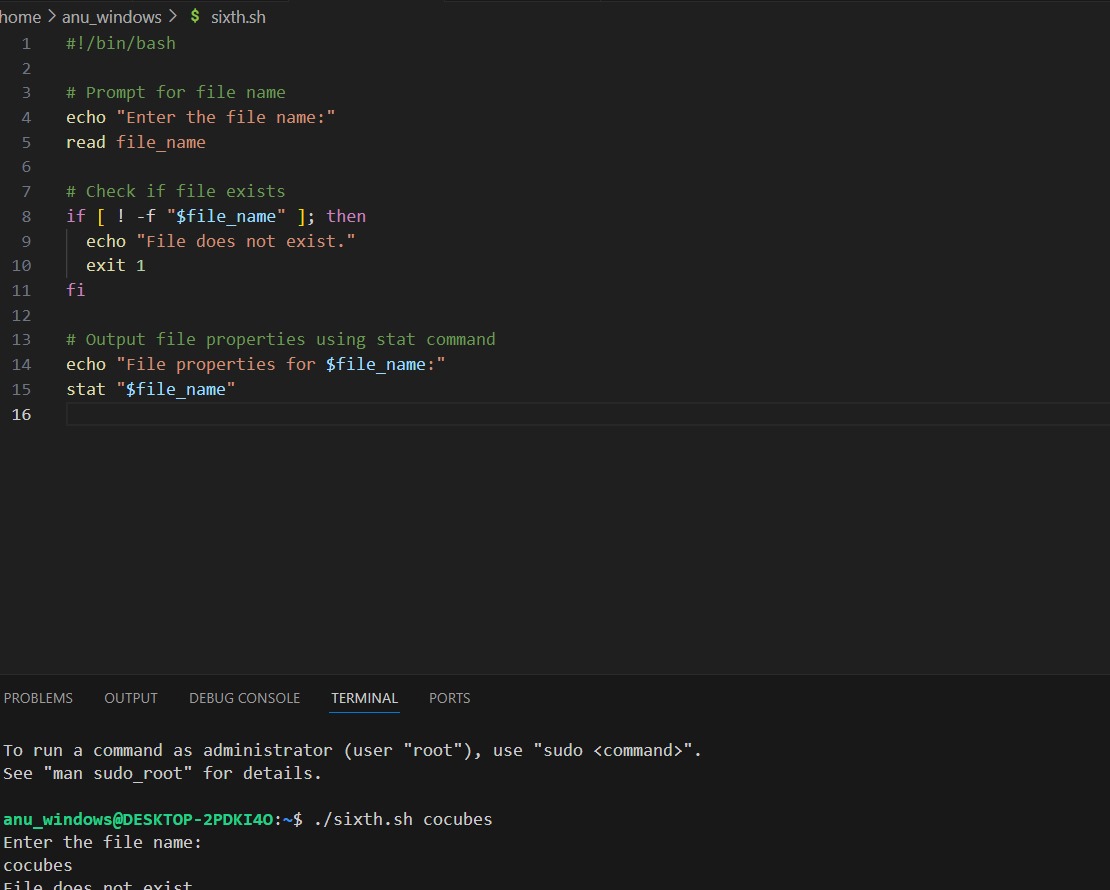 home > anu_windows > $ sixth.sh
1 #!/bin/bash
2
3 # Prompt for file name
4 echo "Enter the file name:"
5 read file_name
6
7 # Check if file exists
8 if [ ! -f "$file_name" ]; then
9 echo "File does not exist."
10 exit 1
11 fi
12
13 # Output file properties using stat command
14 echo "File properties for $file_name:"
15 stat "$file_name"
16
PROBLEMS OUTPUT DEBUG CONSOLE TERMINAL PORTS
To run a command as administrator (user "root"), use "sudo <command>".
See "man sudo_root" for details.
anu_windows@DESKTOP-2PDKI4O:~$ ./sixth.sh cocubes
Enter the file name:
cocubes
File does not exist.